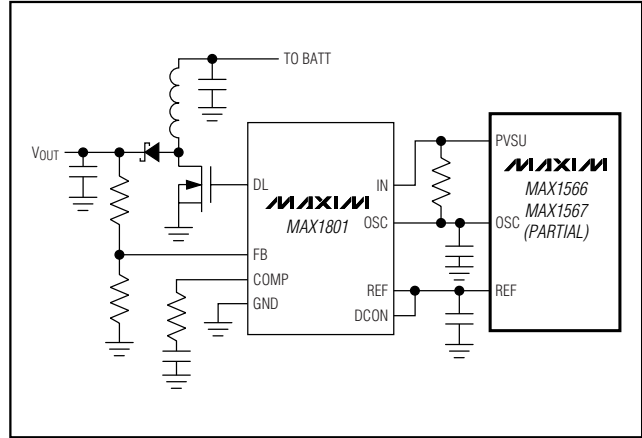 TO BATT
VOUT
DL
MAXIM
MAX1801
IN
OSC
FB
COMP
GND
REF
DCON
PVSU
MAXIM
MAX1566
MAX1567
(PARTIAL)
OSC
REF